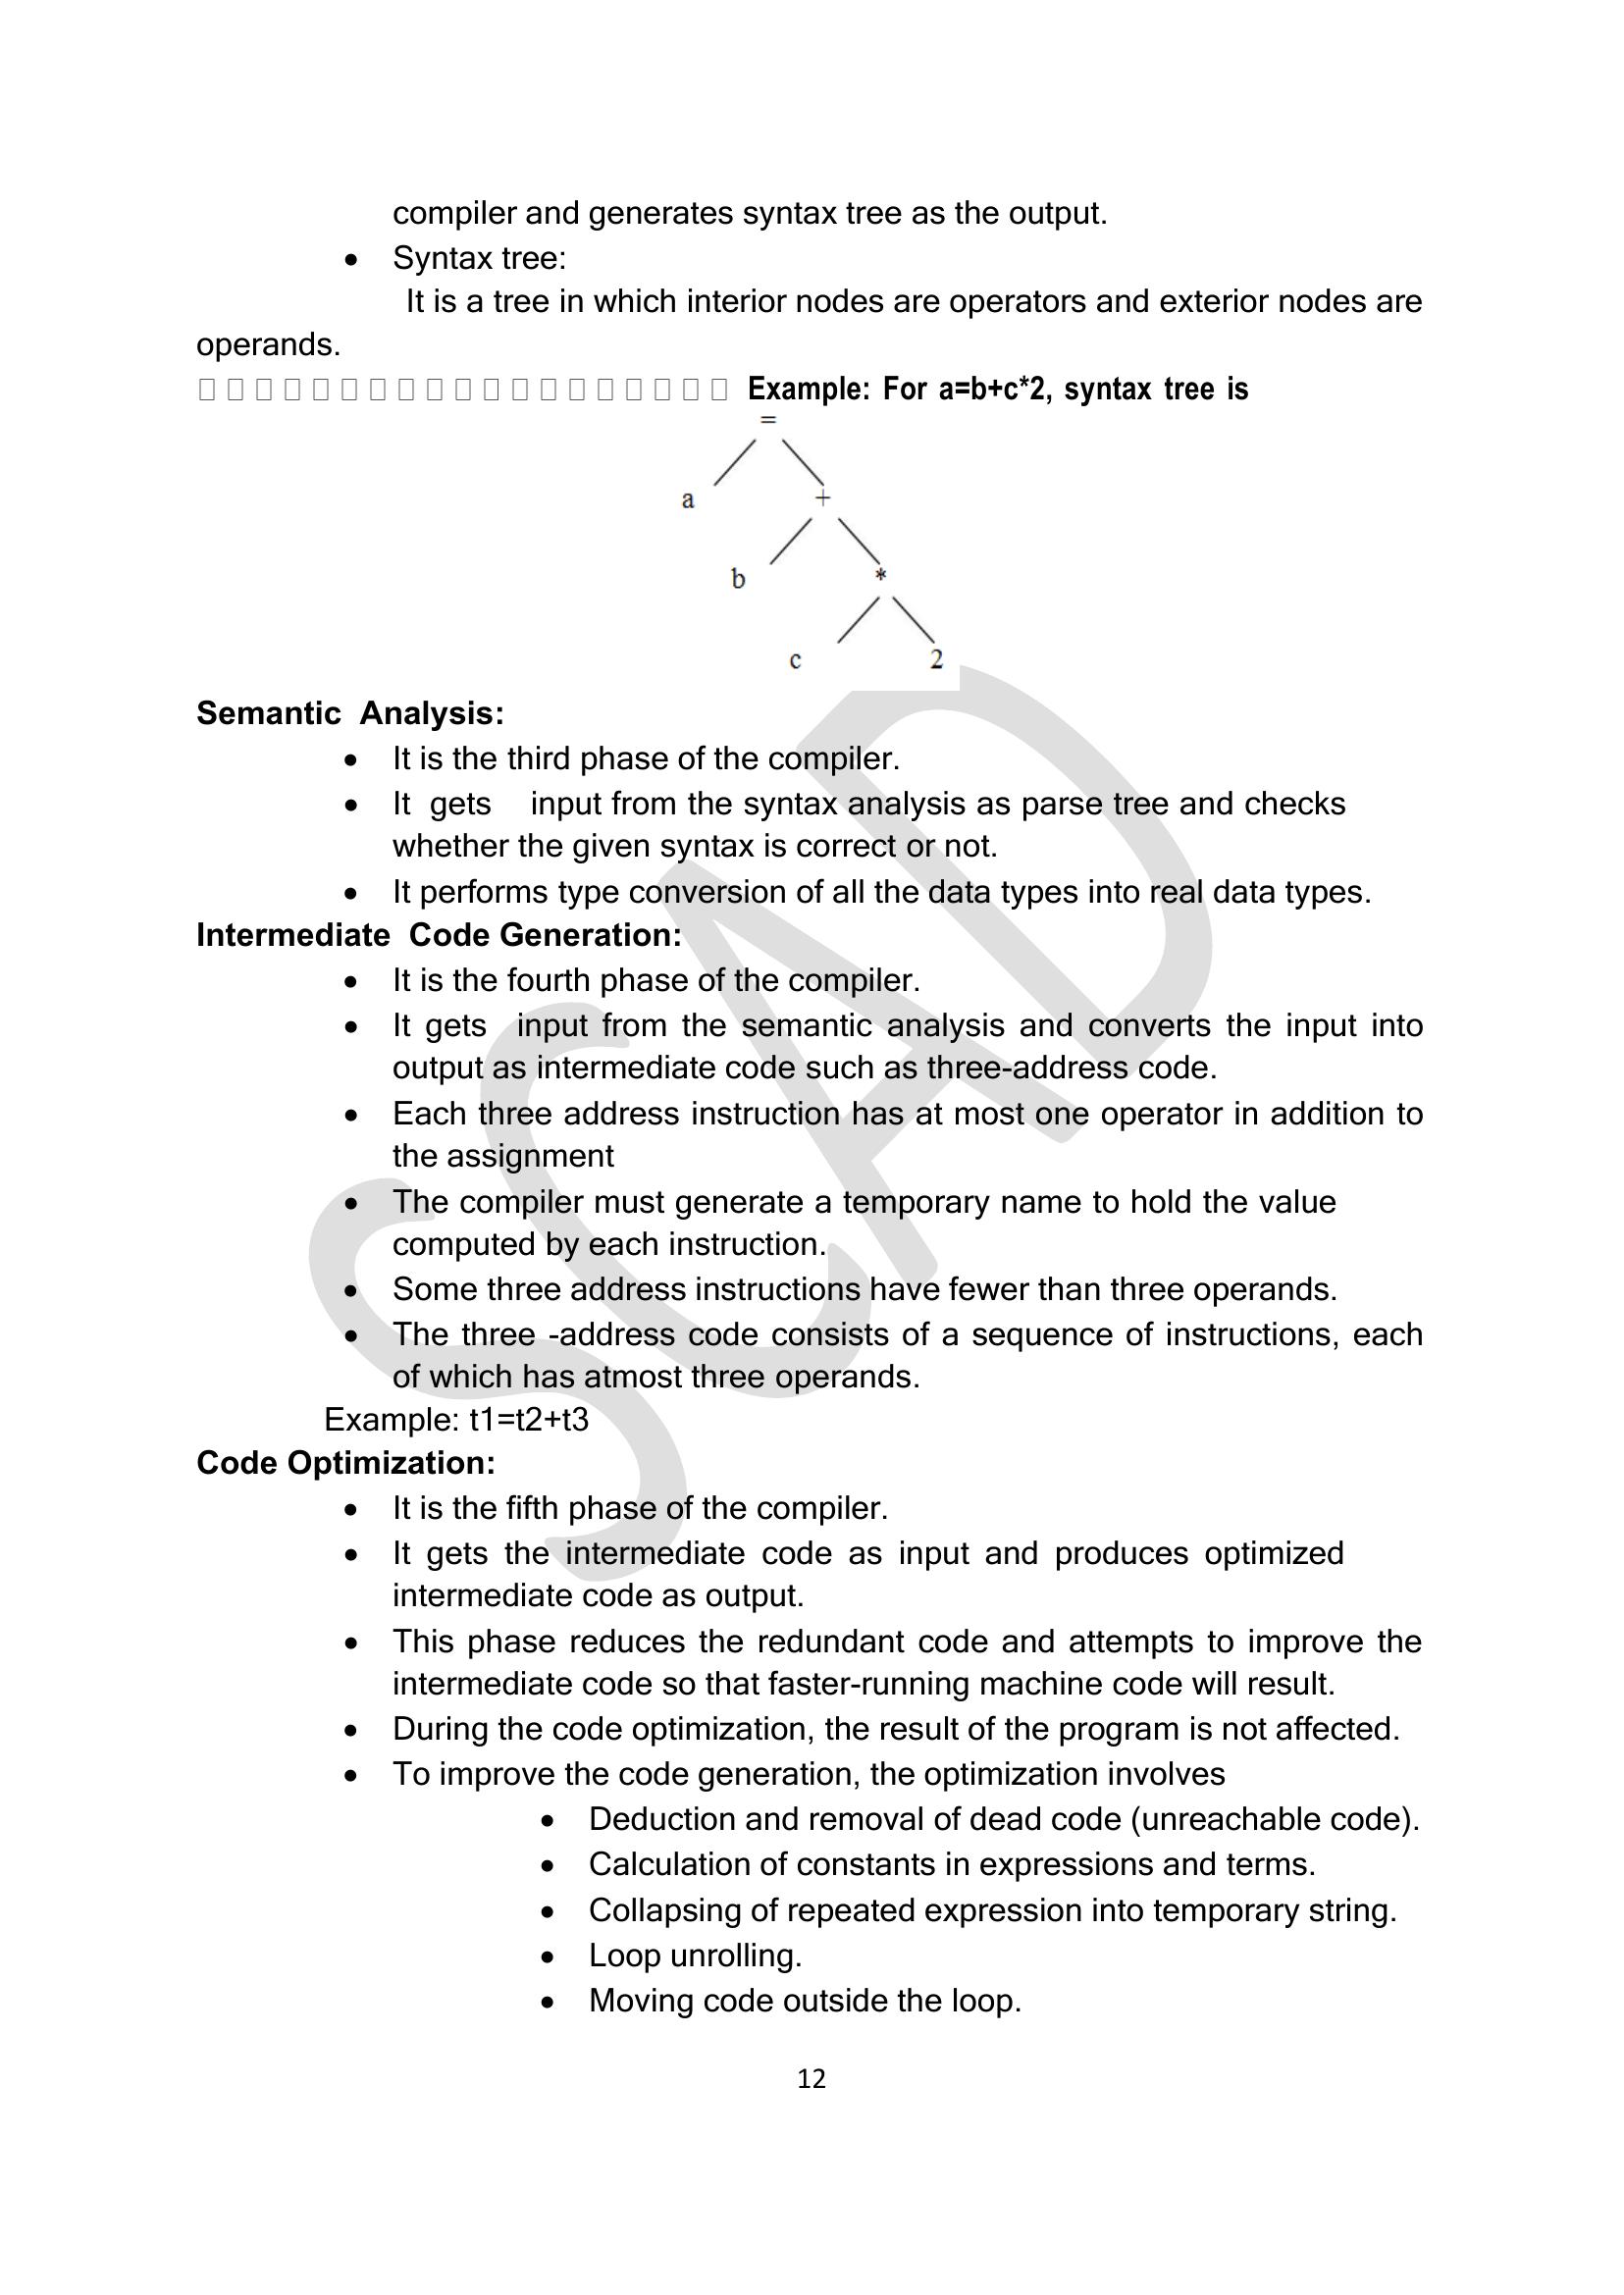 compiler and generates syntax tree as the output.
• Syntax tree:
It is a tree in which interior nodes are operators and exterior nodes are
operands.
Example: For a=b+c*2, syntax tree is
=
a +
b *
c 2
Semantic Analysis:
• It is the third phase of the compiler.
• It gets input from the syntax analysis as parse tree and checks
whether the given syntax is correct or not.
• It performs type conversion of all the data types into real data types.
Intermediate Code Generation:
• It is the fourth phase of the compiler.
• It gets input from the semantic analysis and converts the input into
output as intermediate code such as three-address code.
• Each three address instruction has at most one operator in addition to
the assignment
• The compiler must generate a temporary name to hold the value
computed by each instruction.
• Some three address instructions have fewer than three operands.
• The three -address code consists of a sequence of instructions, each
of which has atmost three operands.
Example: t1=t2+t3
Code Optimization:
• It is the fifth phase of the compiler.
• It gets the intermediate code as input and produces optimized
intermediate code as output.
• This phase reduces the redundant code and attempts to improve the
intermediate code so that faster-running machine code will result.
• During the code optimization, the result of the program is not affected.
• To improve the code generation, the optimization involves
• Deduction and removal of dead code (unreachable code).
• Calculation of constants in expressions and terms.
• Collapsing of repeated expression into temporary string.
• Loop unrolling.
• Moving code outside the loop.
12
SCAD